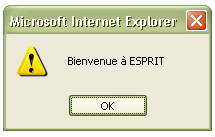 Microsoft Internet Explorer
Bienvenue à ESPRIT
OK